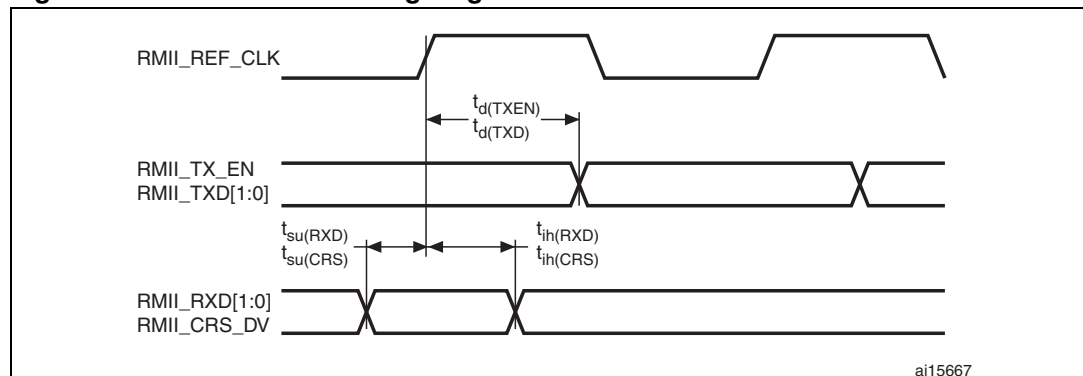 RMII_REF_CLK
td(TXEN)
td(TXD)
RMII_TX_EN
RMII_TXD[1:0]
tsu(RXD)
tsu(CRS)
tih(RXD)
tih(CRS)
RMII_RXD[1:0]
RMII_CRS_DV
ai15667